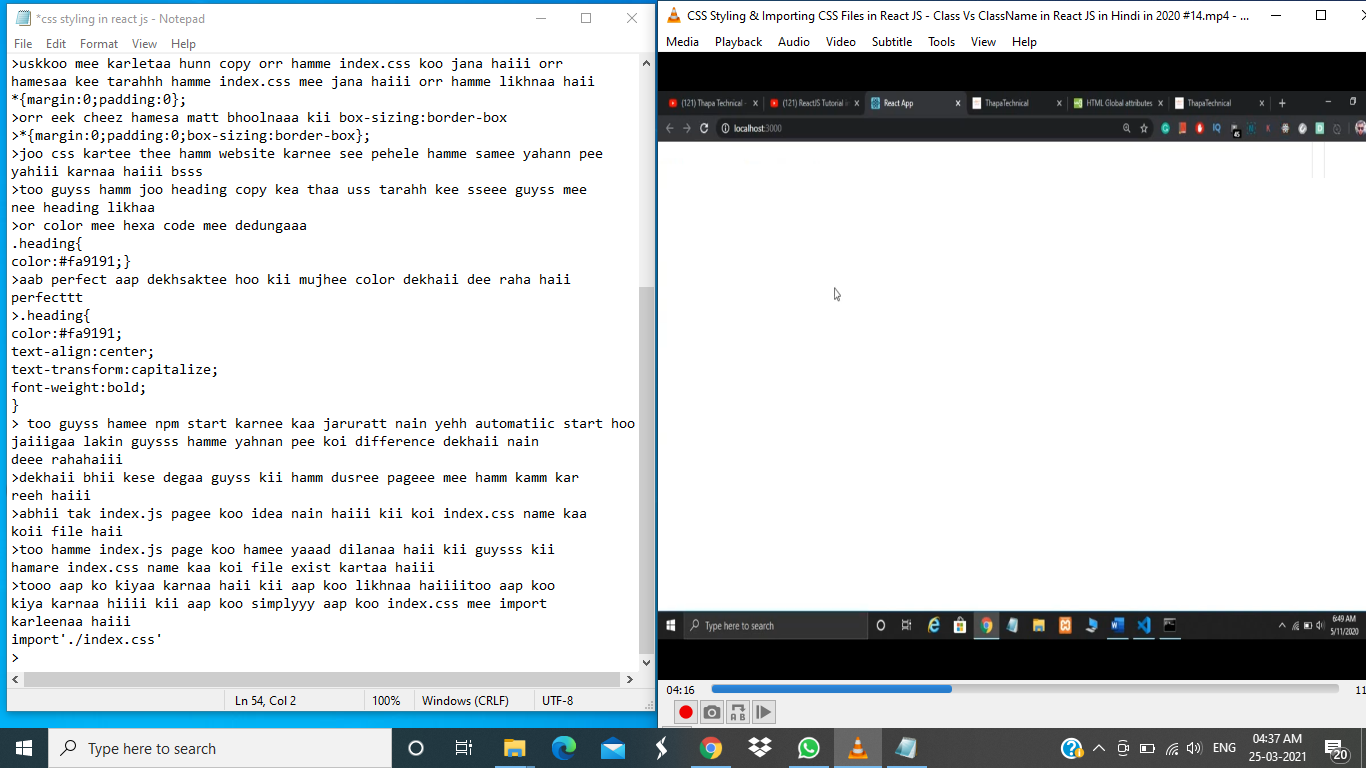 *css styling in react js - Notepad
File Edit Format View Help
>uskkoo mee karletaa hunn copy orr hamme index.css koo jana haiii orr
hamesaa kee tarahhh hamme index.css mee jana haiii orr hamme likhnaa haii
*{margin:0;padding:0};
>orr eek cheez hamesa matt bhoolnaaa kii box-sizing:border-box
>*{margin:0;padding:0;box-sizing:border-box};
>joo css kartee thee hamm website karnee see pehele hamme samee yahann pee
yahiii karnaa haiii bsss
>too guyss hamm joo heading copy kea thaa uss tarahh kee sseee guyss mee
nee heading likhaa
>or color mee hexa code mee dedungaaa
.heading{
color:#fa9191;}
>aab perfect aap dekhsaktee hoo kii mujhee color dekhaii dee raha haii
perfecttt
>.heading{
color:#fa9191;
text-align:center;
text-transform:capitalize;
font-weight:bold;
}
> too guyss hamee npm start karnee kaa jaruratt nain yehh automatiic start hoo
jaiiigaa lakin guysss hamme yahnan pee koi difference dekhaii nain
deee rahahaiii
>dekhaii bhii kese degaa guyss kii hamm dusree pageee mee hamm kamm kar
reeh haiii
>abhii tak index.js pagee koo idea nain haiii kii koi index.css name kaa
koii file haii
>too hamme index.js page koo hamee yaaad dilanaa haii kii guysss kii
hamare index.css name kaa koi file exist kartaa haiii
>tooo aap ko kiyaa karnaa haii kii aap koo likhnaa haiiiitoo aap koo
kiya karnaa hiiii kii aap koo simplyyy aap koo index.css mee import
karleenaa haiii
import'./index.css'
>
Ln 54, Col 2 100% Windows (CRLF) UTF-8
CSS Styling & Importing CSS Files in React JS - Class Vs ClassName in React JS in Hindi in 2020 #14.mp4 - ...
Media Playback Audio Video Subtitle Tools View Help
(121) Thapa Technical - (121) ReactJS Tutorial in React App ThapaTechnical HTML Global attributes ThapaTechnical
localhost:3000
Type here to search
6:49 AM
5/11/2020
04:16
11
A B
Type here to search
ENG
04:37 AM
25-03-2021
20